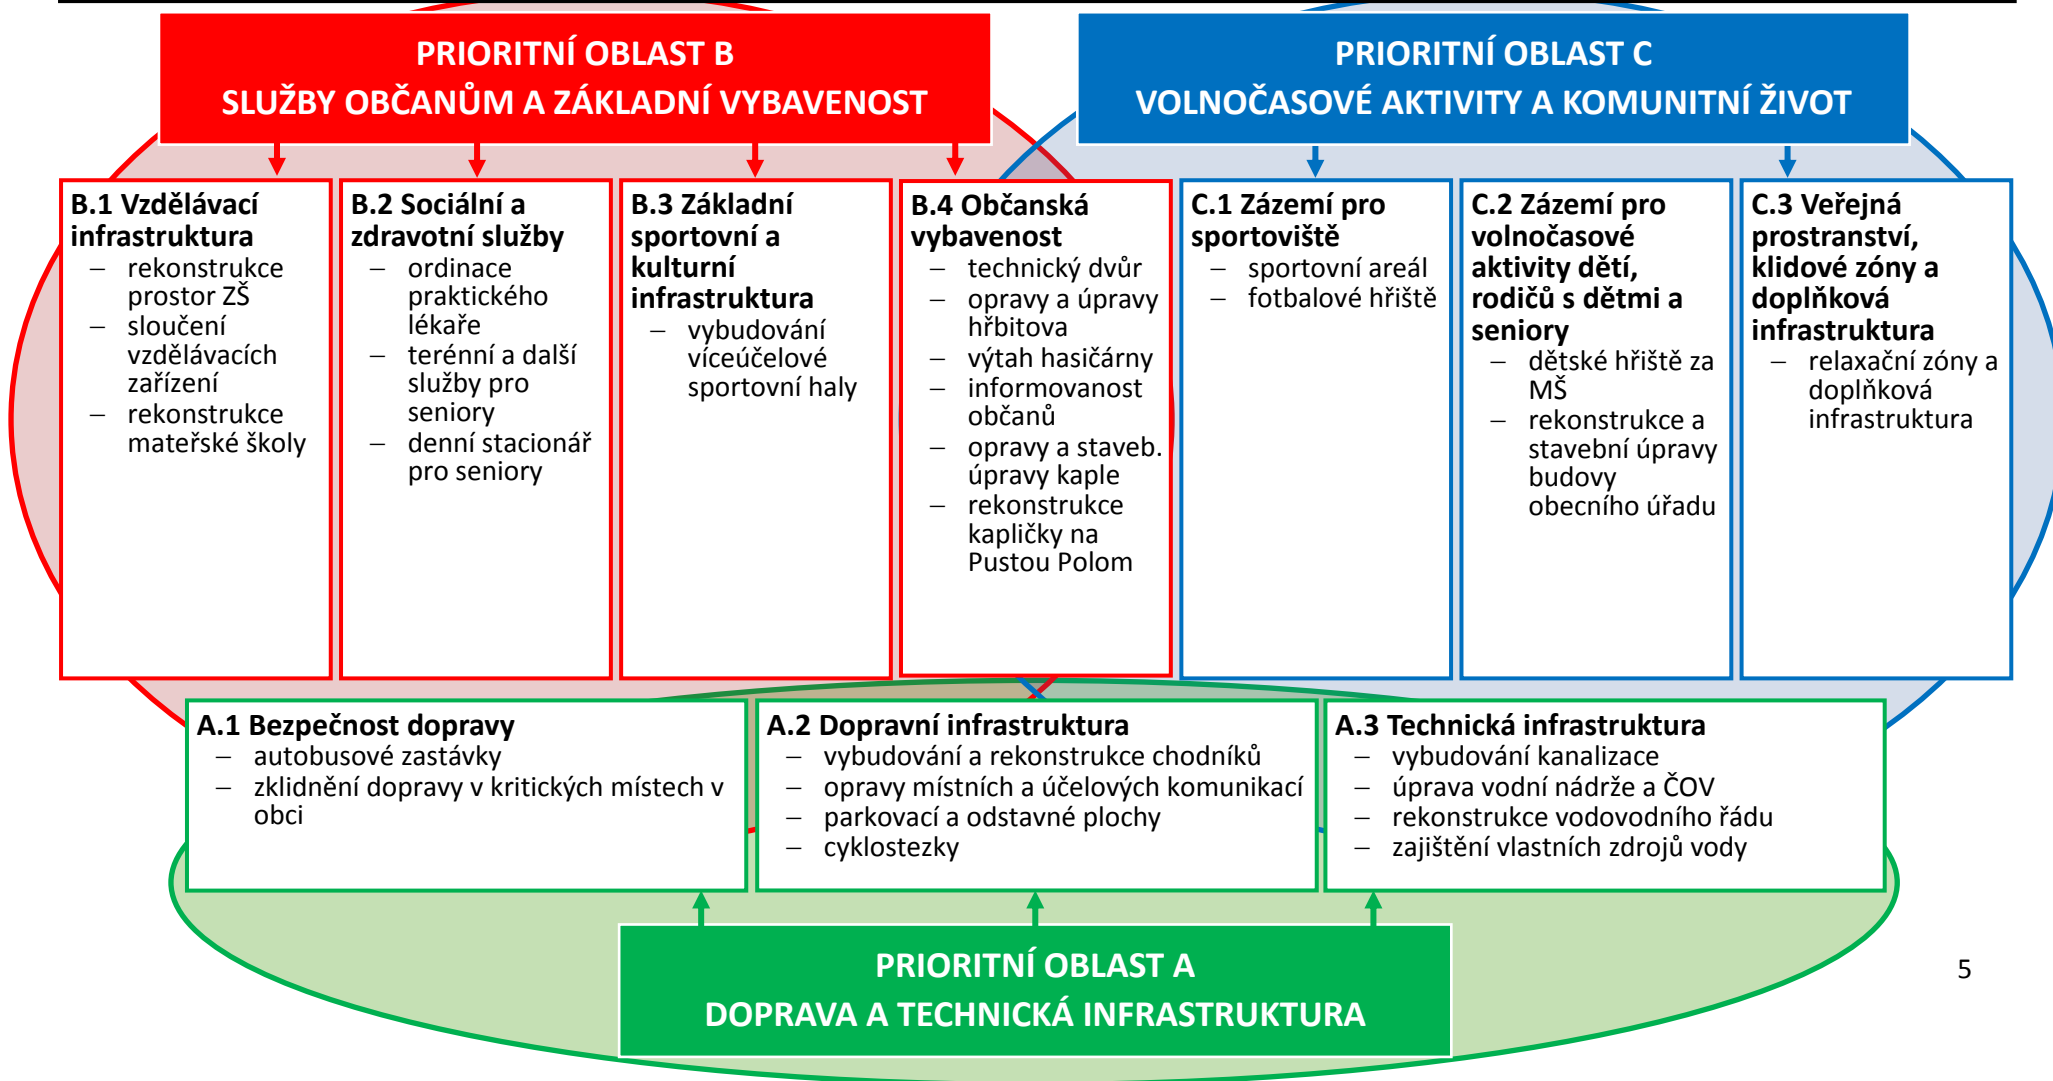 PRIORITNÍ OBLAST B
SLUŽBY OBČANŮM A ZÁKLADNÍ VYBAVENOST
PRIORITNÍ OBLAST C
VOLNOČASOVÉ AKTIVITY A KOMUNITNÍ ŽIVOT
B.1 Vzdělávací
infrastruktura
– rekonstrukce
prostor ZŠ
– sloučení
vzdělávacích
zařízení
– rekonstrukce
mateřské školy
B.2 Sociální a
zdravotní služby
– ordinace
praktického
lékaře
– terénní a další
služby pro
seniory
– denní stacionář
pro seniory
B.3 Základní
sportovní a
kulturní
infrastruktura
– vybudování
víceúčelové
sportovní haly
B.4 Občanská
vybavenost
– technický dvůr
– opravy a úpravy
hřbitova
– výtah hasičárny
– informovanost
občanů
– opravy a staveb.
úpravy kaple
– rekonstrukce
kapličky na
Pustou Polom
C.1 Zázemí pro
sportoviště
– sportovní areál
– fotbalové hřiště
C.2 Zázemí pro
volnočasové
aktivity dětí,
rodičů s dětmi a
seniory
– dětské hřiště za
MŠ
– rekonstrukce a
stavební úpravy
budovy
obecního úřadu
C.3 Veřejná
prostranství,
klidové zóny a
doplňková
infrastruktura
– relaxační zóny a
doplňková
infrastruktura
A.1 Bezpečnost dopravy
– autobusové zastávky
– zklidnění dopravy v kritických místech v
obci
A.2 Dopravní infrastruktura
– vybudování a rekonstrukce chodníků
– opravy místních a účelových komunikací
– parkovací a odstavné plochy
– cyklostezky
A.3 Technická infrastruktura
– vybudování kanalizace
– úprava vodní nádrže a ČOV
– rekonstrukce vodovodního řádu
– zajištění vlastních zdrojů vody
PRIORITNÍ OBLAST A
DOPRAVA A TECHNICKÁ INFRASTRUKTURA
5